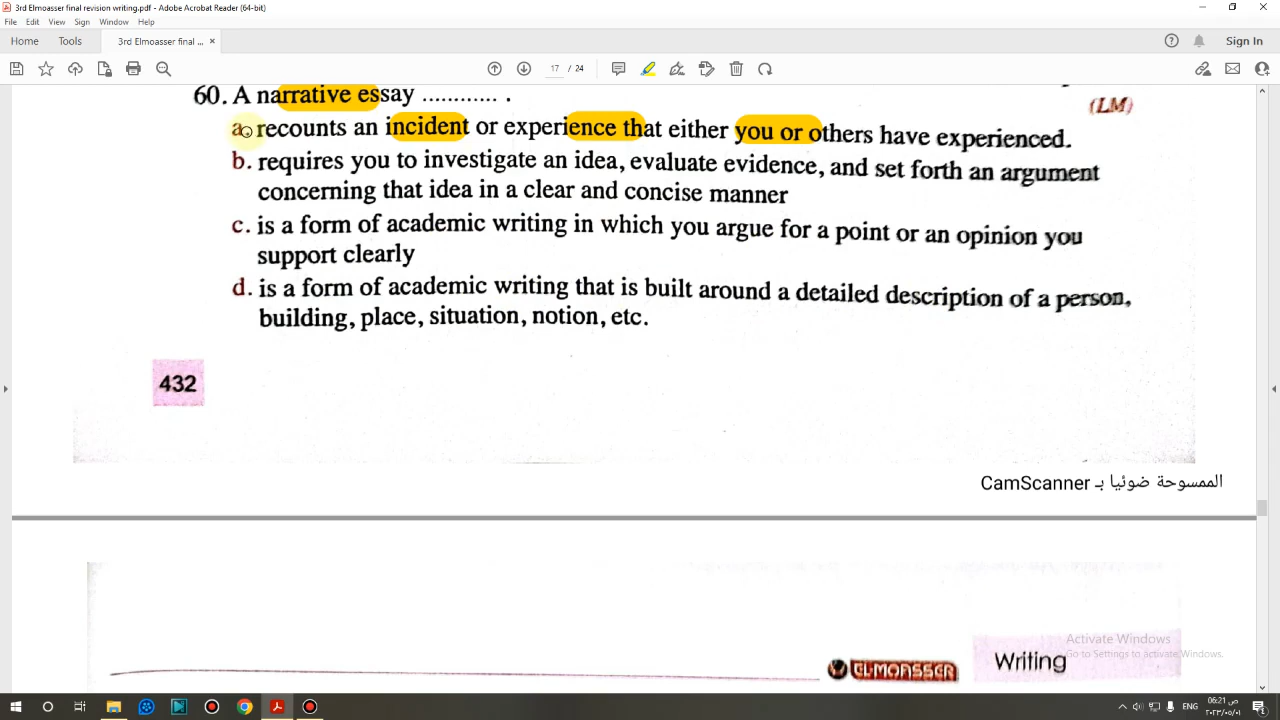 3rd Elmoasser final revision writing.pdf - Adobe Acrobat Reader (64-bit)
File Edit View Sign Window Help
Home Tools 3rd Elmoasser final ... × Sign In
17 / 24
60. A narrative essay ............ .
(LM)
a. recounts an incident or experience that either you or others have experienced.
b. requires you to investigate an idea, evaluate evidence, and set forth an argument
concerning that idea in a clear and concise manner
c. is a form of academic writing in which you argue for a point or an opinion you
support clearly
d. is a form of academic writing that is built around a detailed description of a person,
building, place, situation, notion, etc.
432
الممسوحة ضوئيا بـ CamScanner
Activate Windows
Go to Settings to activate Windows.
EL-MOASSER
Writing
ENG
06:21 ص
٢٠٢٣/٠٥/٠١